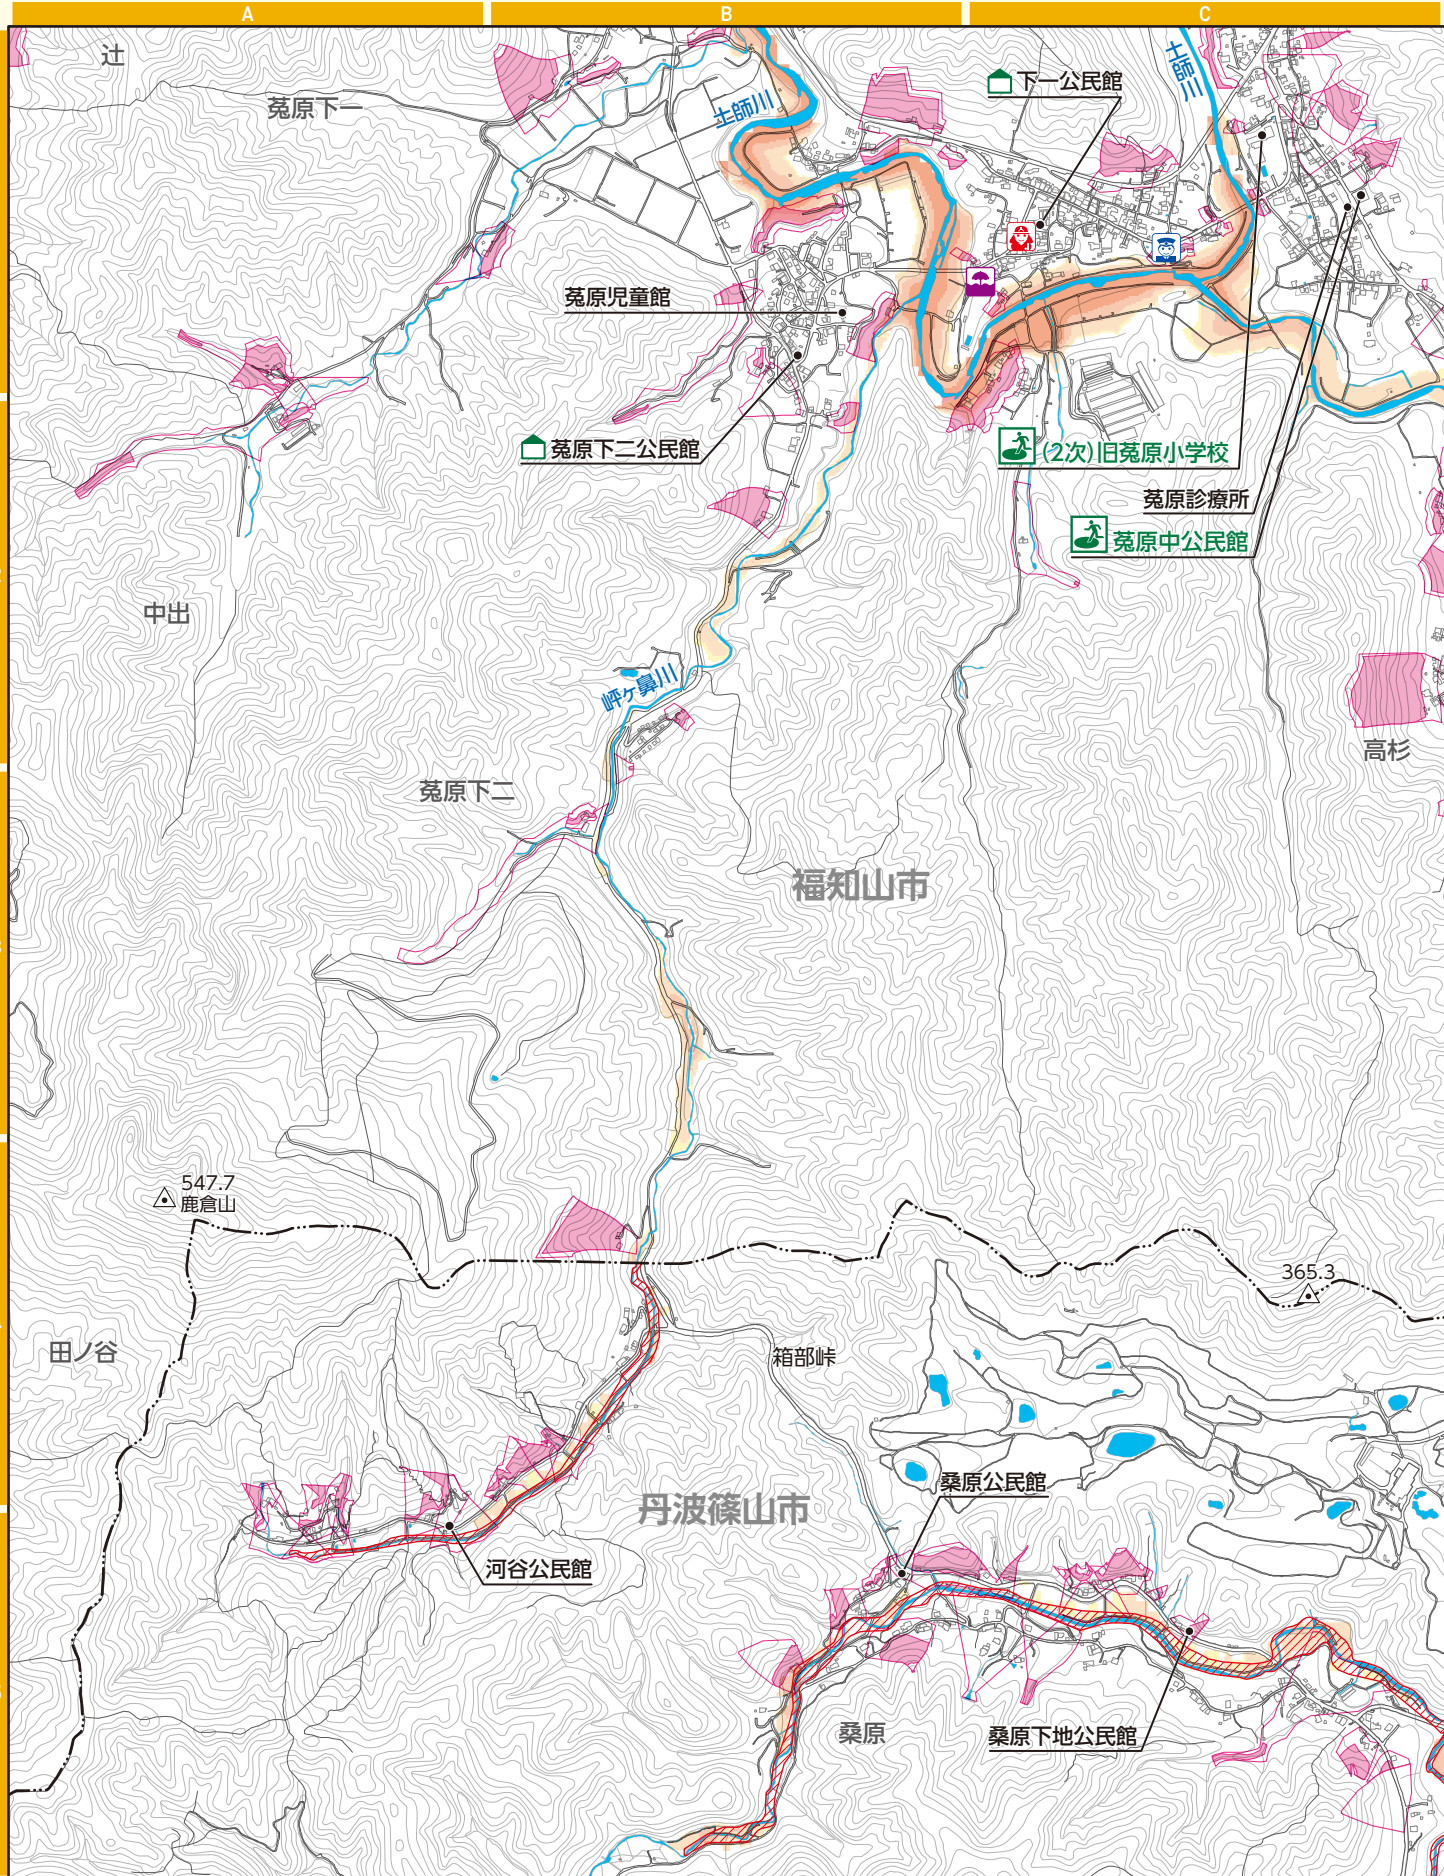 A
B
C
辻
菟原下一
土師川
下一公民館
土師川
菟原児童館
菟原下二公民館
(2次)旧菟原小学校
菟原診療所
菟原中公民館
中出
岼ヶ鼻川
高杉
菟原下二
福知山市
547.7
鹿倉山
365.3
田ノ谷
箱部峠
桑原公民館
丹波篠山市
河谷公民館
桑原
桑原下地公民館